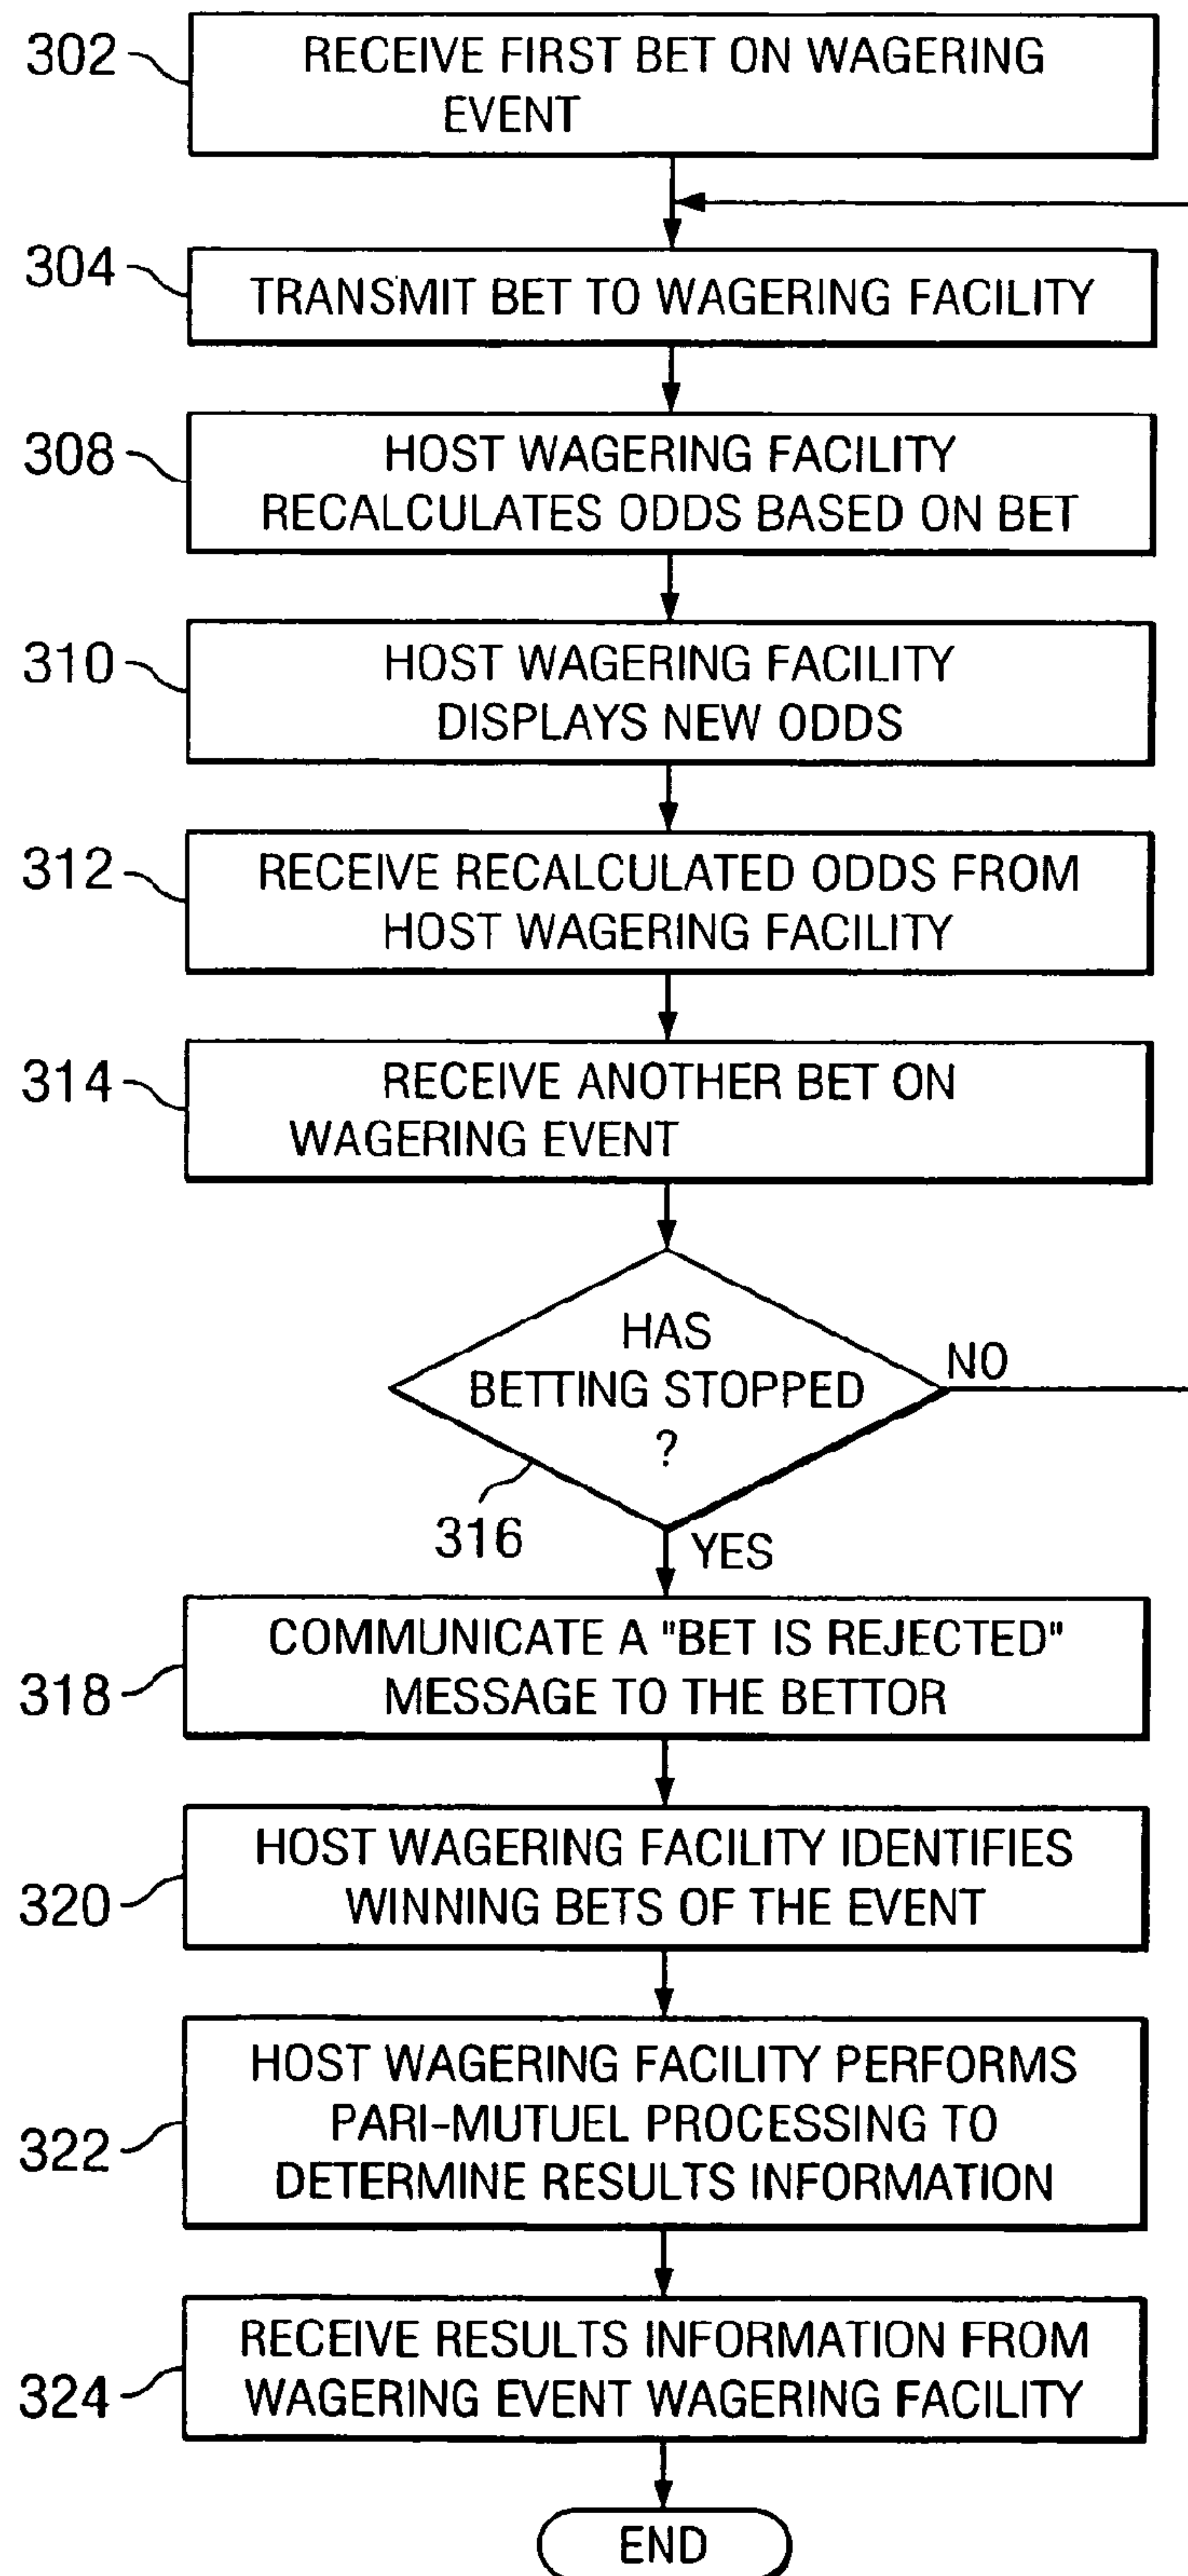 302
RECEIVE FIRST BET ON WAGERING
EVENT
304
TRANSMIT BET TO WAGERING FACILITY
308
HOST WAGERING FACILITY
RECALCULATES ODDS BASED ON BET
310
HOST WAGERING FACILITY
DISPLAYS NEW ODDS
312
RECEIVE RECALCULATED ODDS FROM
HOST WAGERING FACILITY
314
RECEIVE ANOTHER BET ON
WAGERING EVENT
HAS
BETTING STOPPED
?
NO
316
YES
318
COMMUNICATE A "BET IS REJECTED"
MESSAGE TO THE BETTOR
320
HOST WAGERING FACILITY IDENTIFIES
WINNING BETS OF THE EVENT
322
HOST WAGERING FACILITY PERFORMS
PARI-MUTUEL PROCESSING TO
DETERMINE RESULTS INFORMATION
324
RECEIVE RESULTS INFORMATION FROM
WAGERING EVENT WAGERING FACILITY
END